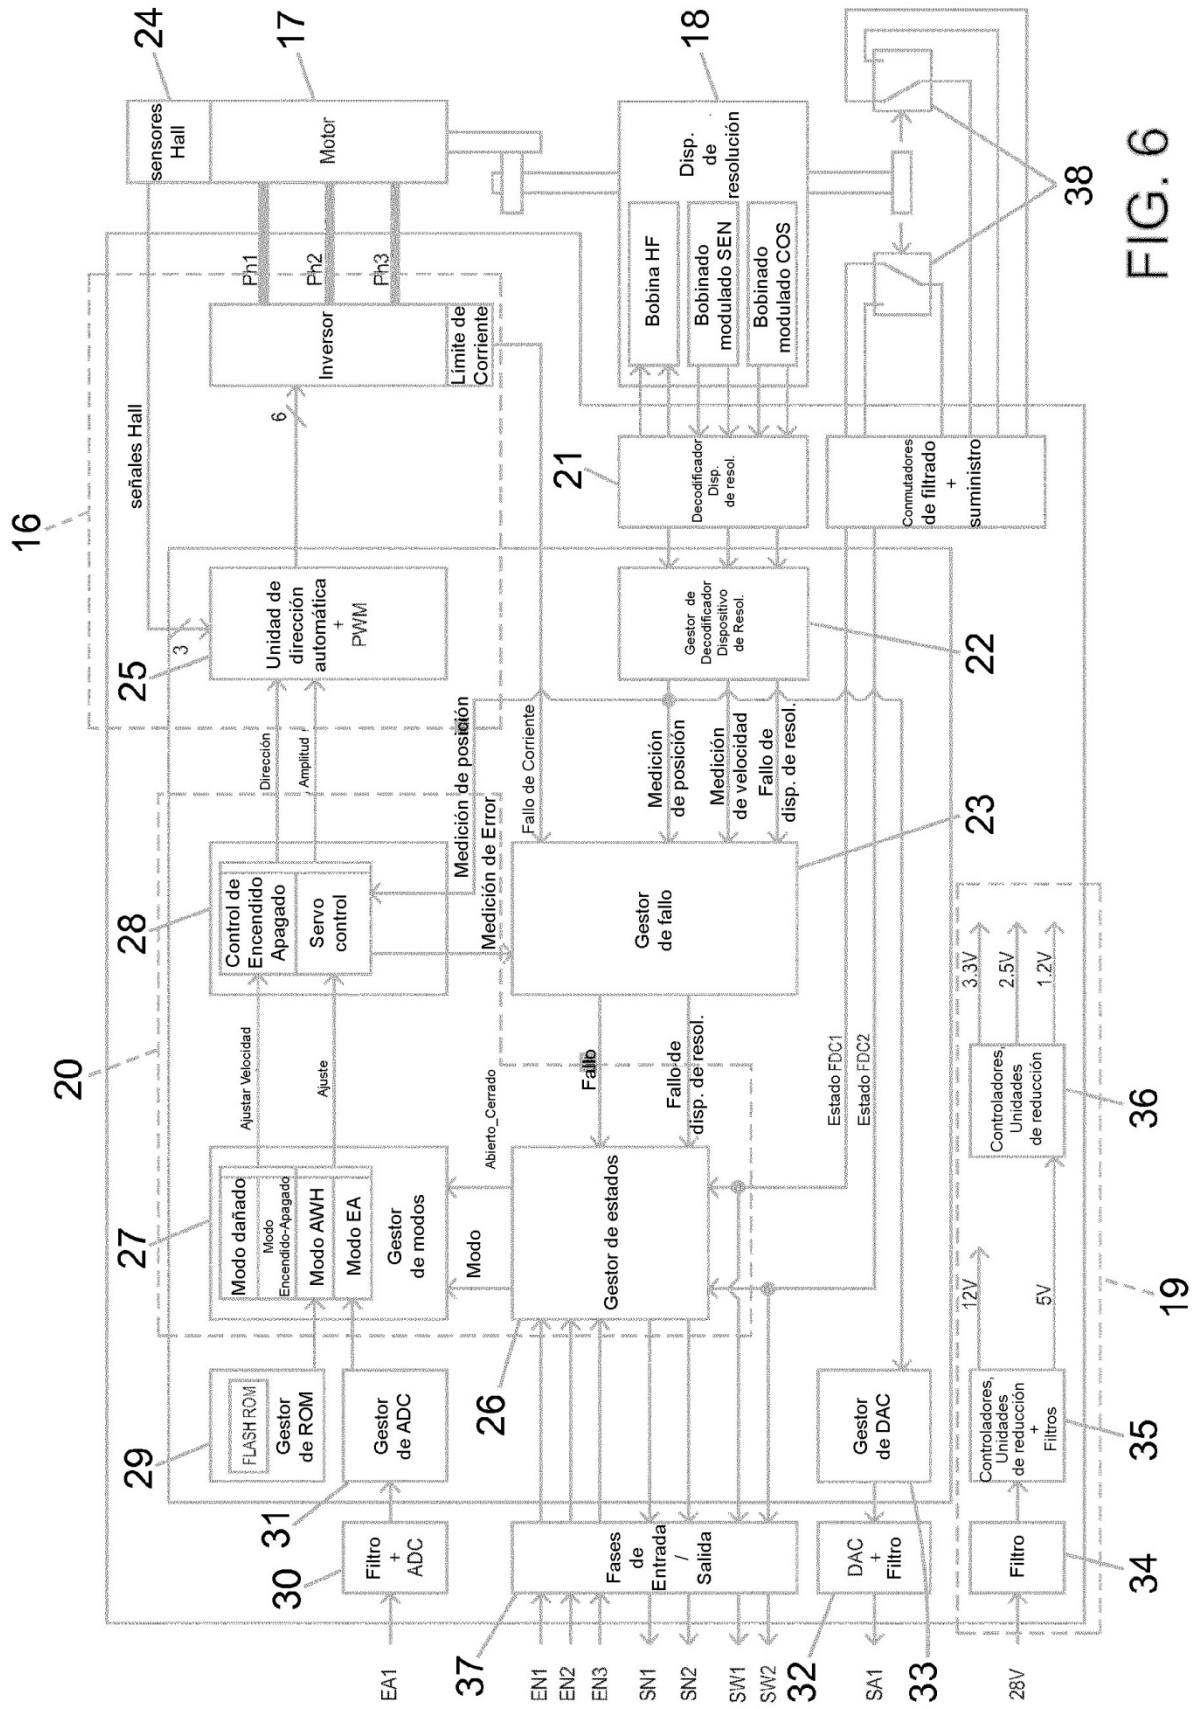 24
sensores
Hall
17
Motor
18
Disp.
de
resolución
Bobina HF
Bobinado
modulado SEN
Bobinado
modulado COS
38
FIG. 6
Ph1
Ph2
Ph3
Inversor
Límite de
Corriente
16
señales Hall
6
3
25
Unidad de
dirección
automática
+
PWM
21
Decodificador
Disp.
de resol.
Conmutadores
de filtrado
+
suministro
22
Gestor de
Decodificador
Dispositivo
de Resol.
Dirección
Amplitud
Medición de posición
Medición de Error
Fallo de Corriente
Medición
de posición
Medición
de velocidad
Fallo de
disp. de resol.
23
Gestor
de fallo
20
28
Control de
Encendido
Apagado
Servo
control
Ajustar Velocidad
Ajuste
Abierto_Cerrado
Modo
Fallo
Fallo de
disp. de resol.
Estado FDC1
Estado FDC2
27
Modo dañado
Modo
Encendido-Apagado
Modo AWH
Modo EA
Gestor
de modos
26
Gestor de estados
29
FLASH ROM
Gestor
de ROM
31
Gestor
de ADC
30
Filtro
+
ADC
EA1
37
Fases
de
Entrada
/
Salida
EN1
EN2
EN3
SN1
SN2
SW1
SW2
32
DAC
+
Filtro
SA1
33
Gestor
de DAC
19
28V
34
Filtro
35
Controladores,
Unidades
de reducción
+
Filtros
12V
5V
36
Controladores,
Unidades
de reducción
3.3V
2.5V
1.2V